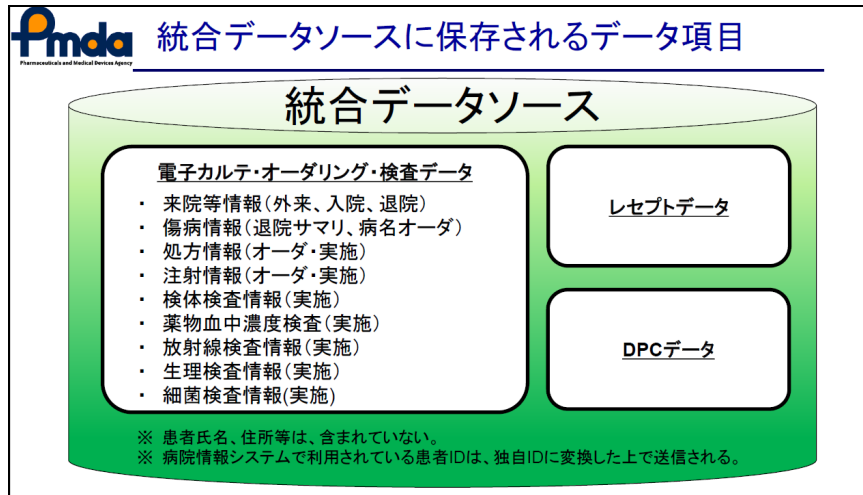 Pmda
Pharmaceuticals and Medical Devices Agency
統合データソースに保存されるデータ項目
統合データソース
電子カルテ・オーダリング・検査データ
・ 来院等情報(外来、入院、退院)
・ 傷病情報(退院サマリ、病名オーダ)
・ 処方情報(オーダ・実施)
・ 注射情報(オーダ・実施)
・ 検体検査情報(実施)
・ 薬物血中濃度検査(実施)
・ 放射線検査情報(実施)
・ 生理検査情報(実施)
・ 細菌検査情報(実施)
レセプトデータ
DPCデータ
※ 患者氏名、住所等は、含まれていない。
※ 病院情報システムで利用されている患者IDは、独自IDに変換した上で送信される。